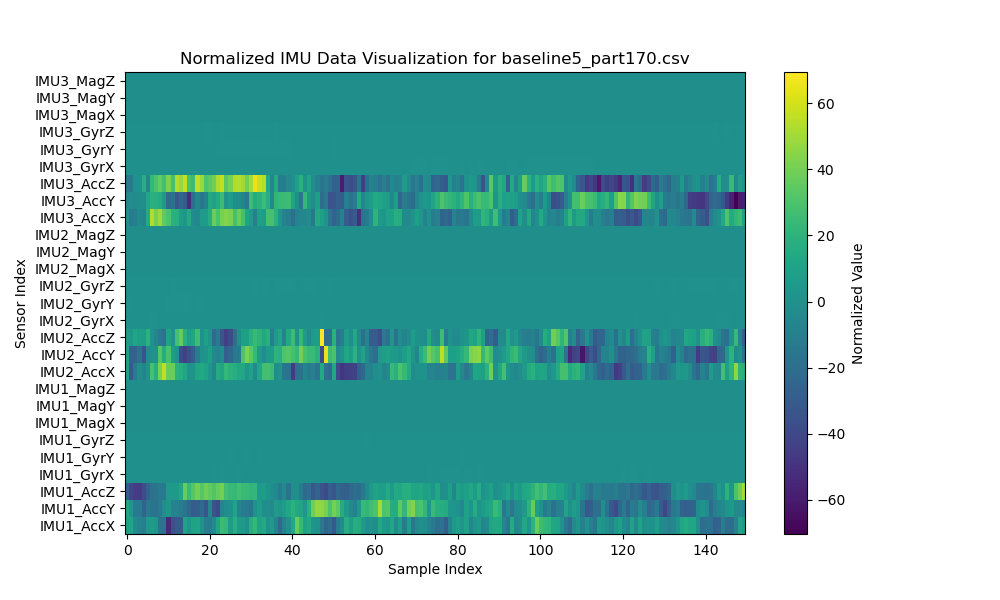 Normalized IMU Data Visualization for baseline5_part170.csv
IMU3_MagZ
IMU3_MagY
IMU3_MagX
IMU3_GyrZ
IMU3_GyrY
IMU3_GyrX
IMU3_AccZ
IMU3_AccY
IMU3_AccX
IMU2_MagZ
IMU2_MagY
IMU2_MagX
IMU2_GyrZ
IMU2_GyrY
IMU2_GyrX
IMU2_AccZ
IMU2_AccY
IMU2_AccX
IMU1_MagZ
IMU1_MagY
IMU1_MagX
IMU1_GyrZ
IMU1_GyrY
IMU1_GyrX
IMU1_AccZ
IMU1_AccY
IMU1_AccX
Sensor Index
0 20 40 60 80 100 120 140
Sample Index
60
40
20
0
−20
−40
−60
Normalized Value